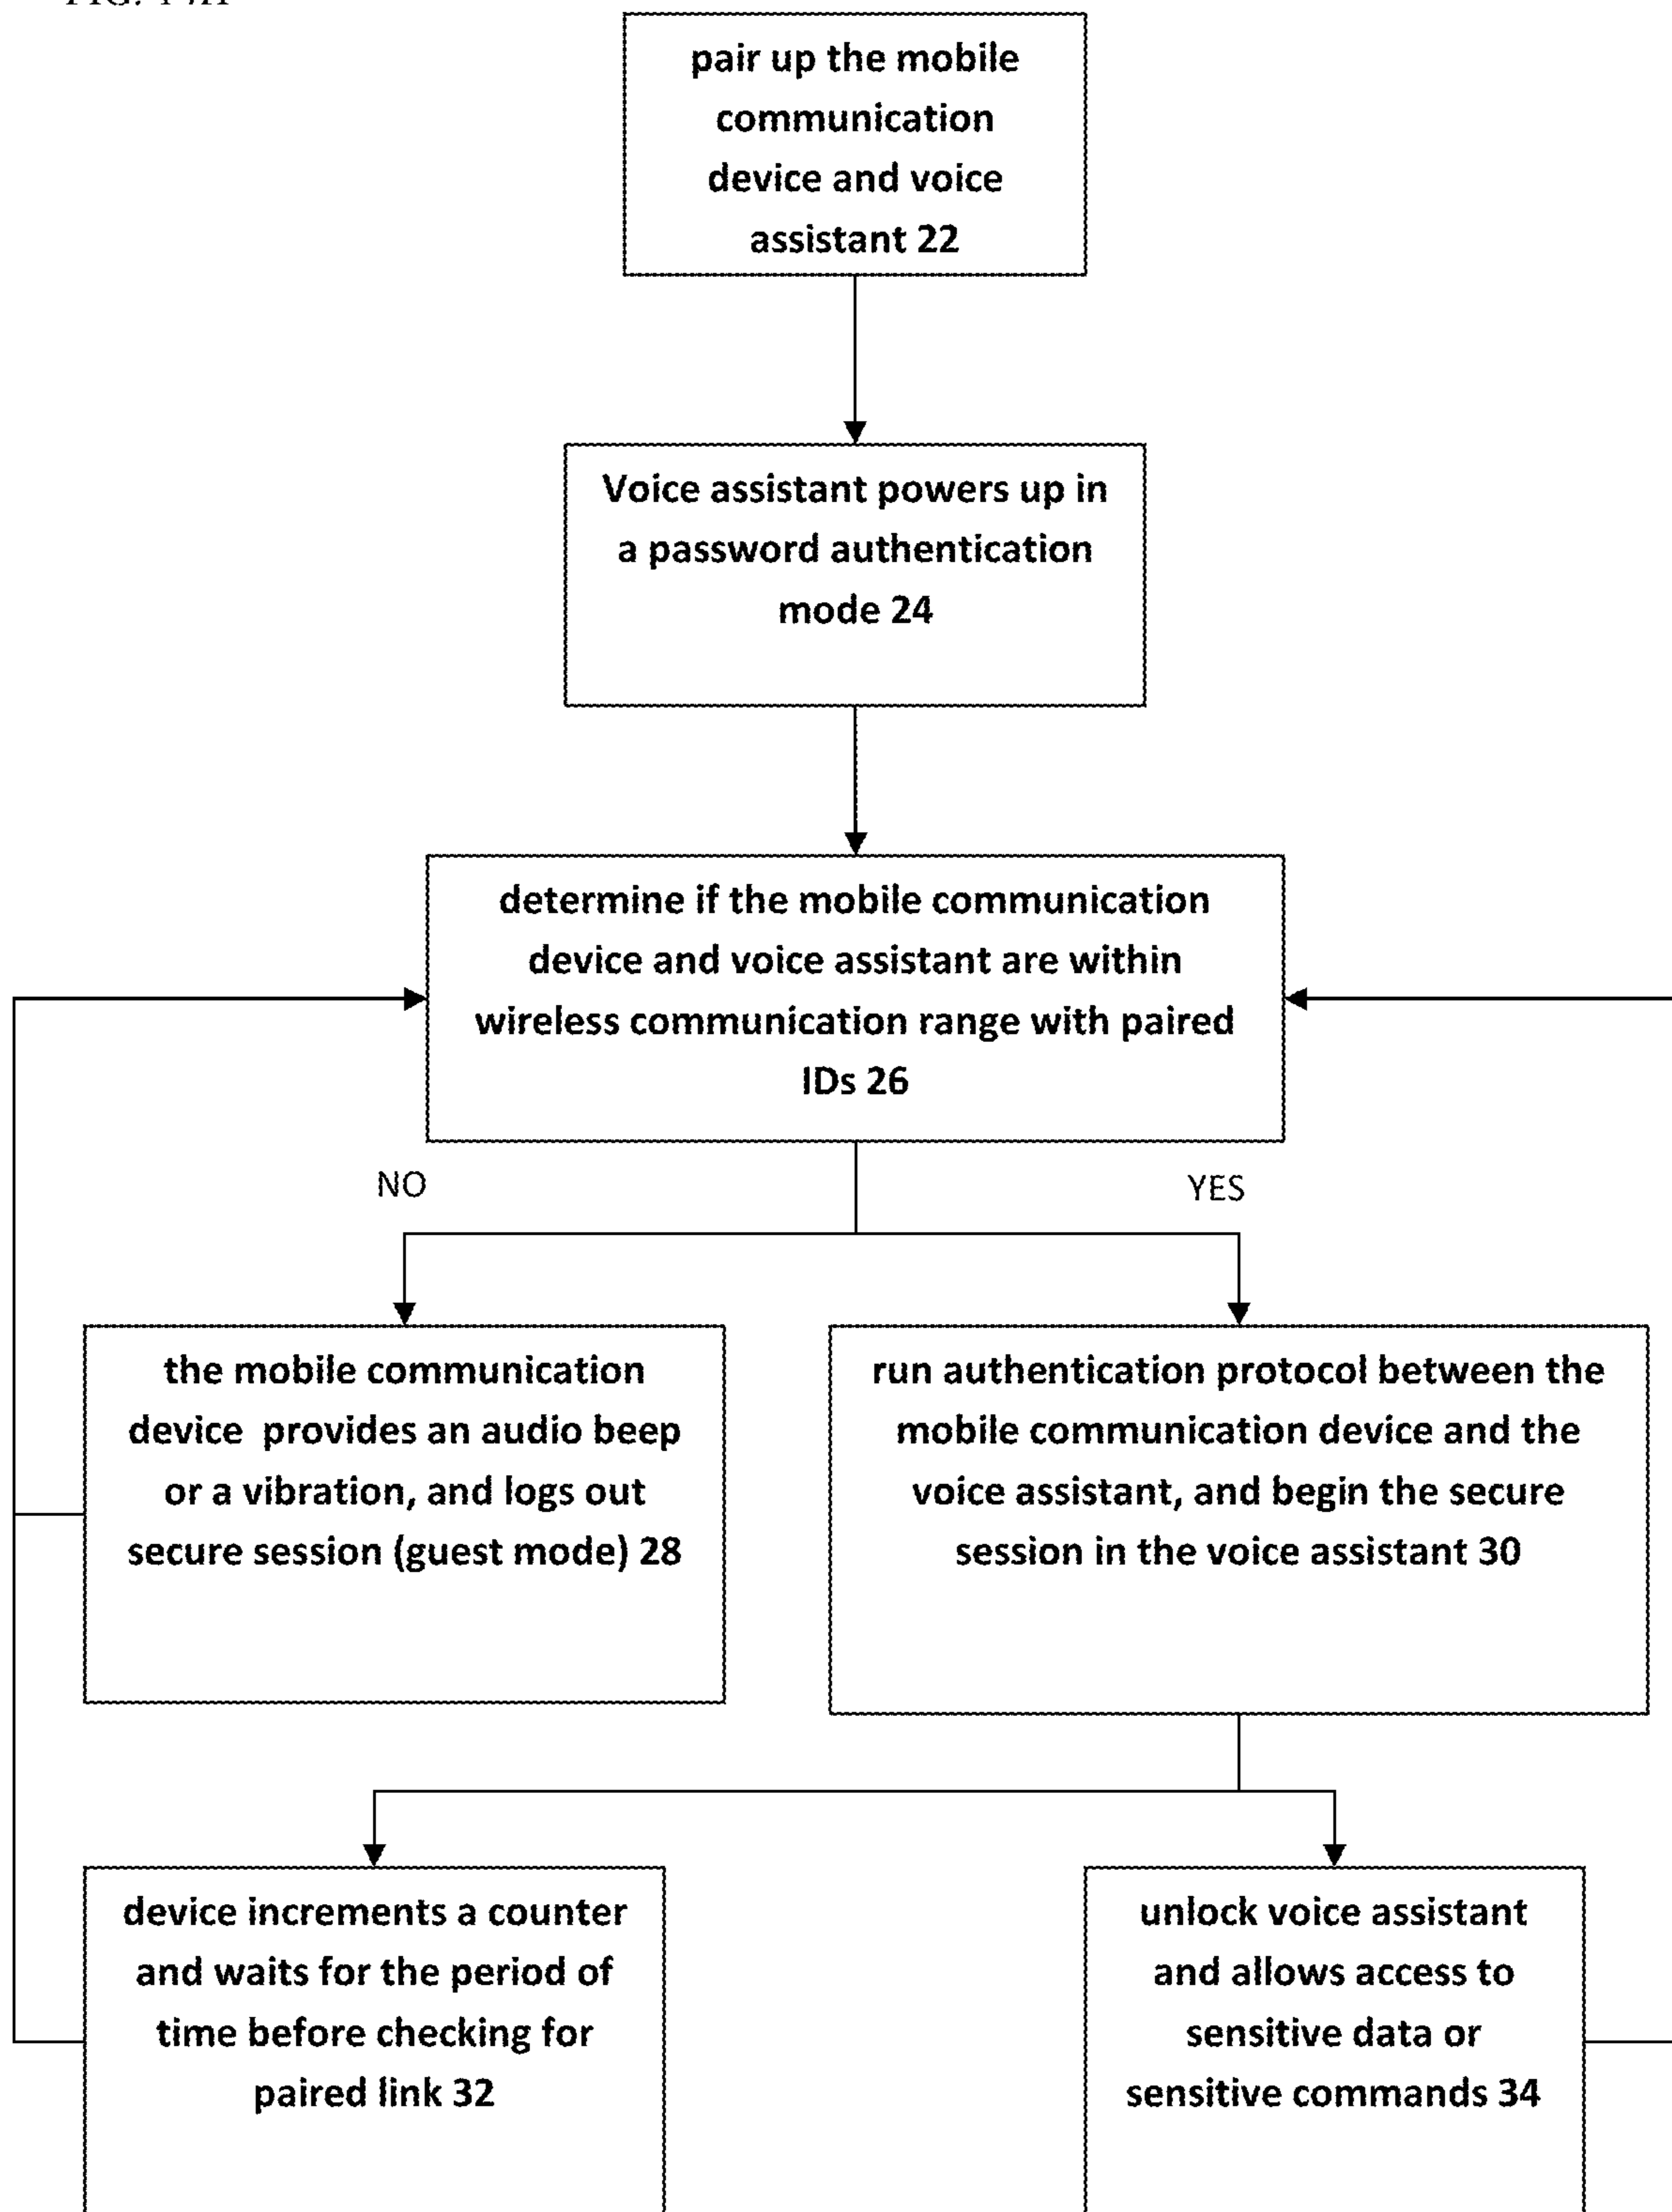 pair up the mobile
communication
device and voice
assistant 22
Voice assistant powers up in
a password authentication
mode 24
determine if the mobile communication
device and voice assistant are within
wireless communication range with paired
IDs 26
NO
YES
the mobile communication
device provides an audio beep
or a vibration, and logs out
secure session (guest mode) 28
run authentication protocol between the
mobile communication device and the
voice assistant, and begin the secure
session in the voice assistant 30
device increments a counter
and waits for the period of
time before checking for
paired link 32
unlock voice assistant
and allows access to
sensitive data or
sensitive commands 34